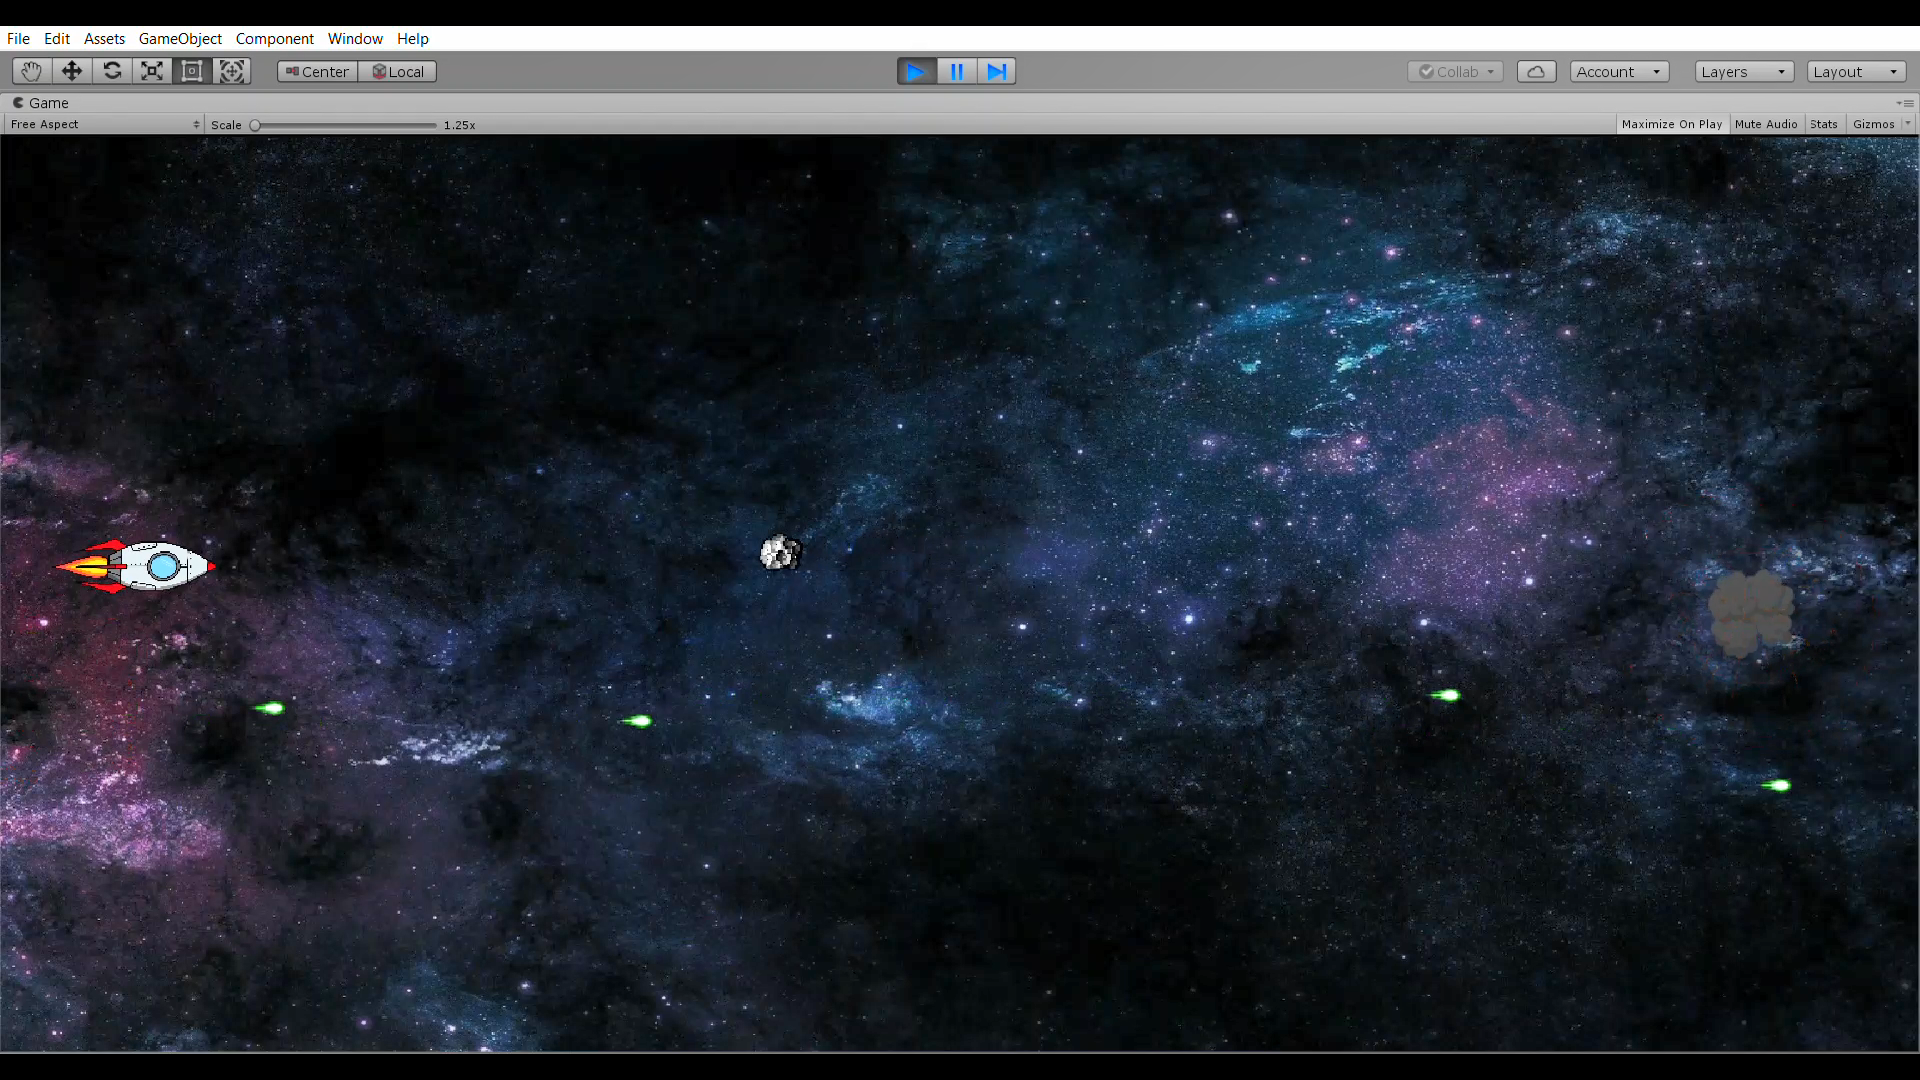 File Edit Assets GameObject Component Window Help
Center Local Collab Account Layers Layout
Game
Free Aspect Scale 1.25x Maximize On Play Mute Audio Stats Gizmos